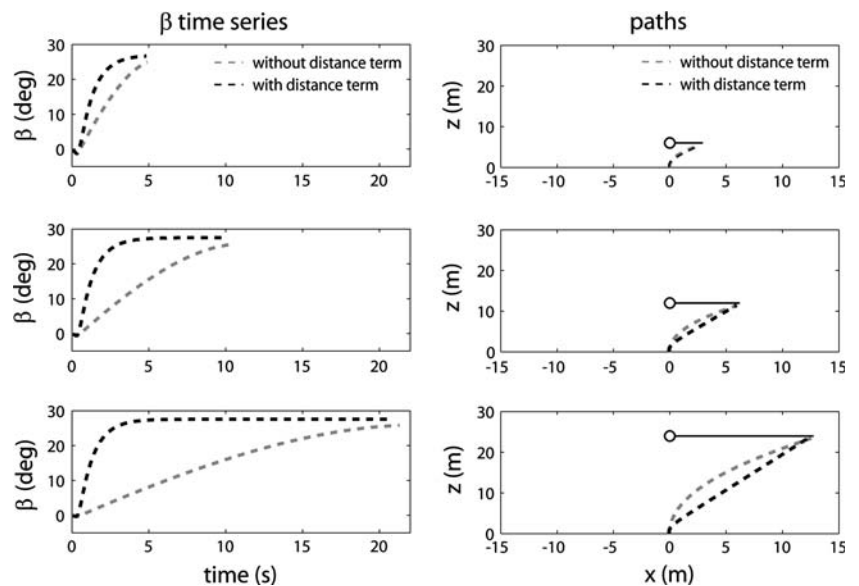 β time series
paths
β (deg)
30
20
10
0
0 5 10 15 20
without distance term
with distance term
z (m)
30
20
10
0
-15 -10 -5 0 5 10 15
without distance term
with distance term
β (deg)
30
20
10
0
0 5 10 15 20
z (m)
30
20
10
0
-15 -10 -5 0 5 10 15
β (deg)
30
20
10
0
0 5 10 15 20
time (s)
z (m)
30
20
10
0
-15 -10 -5 0 5 10 15
x (m)